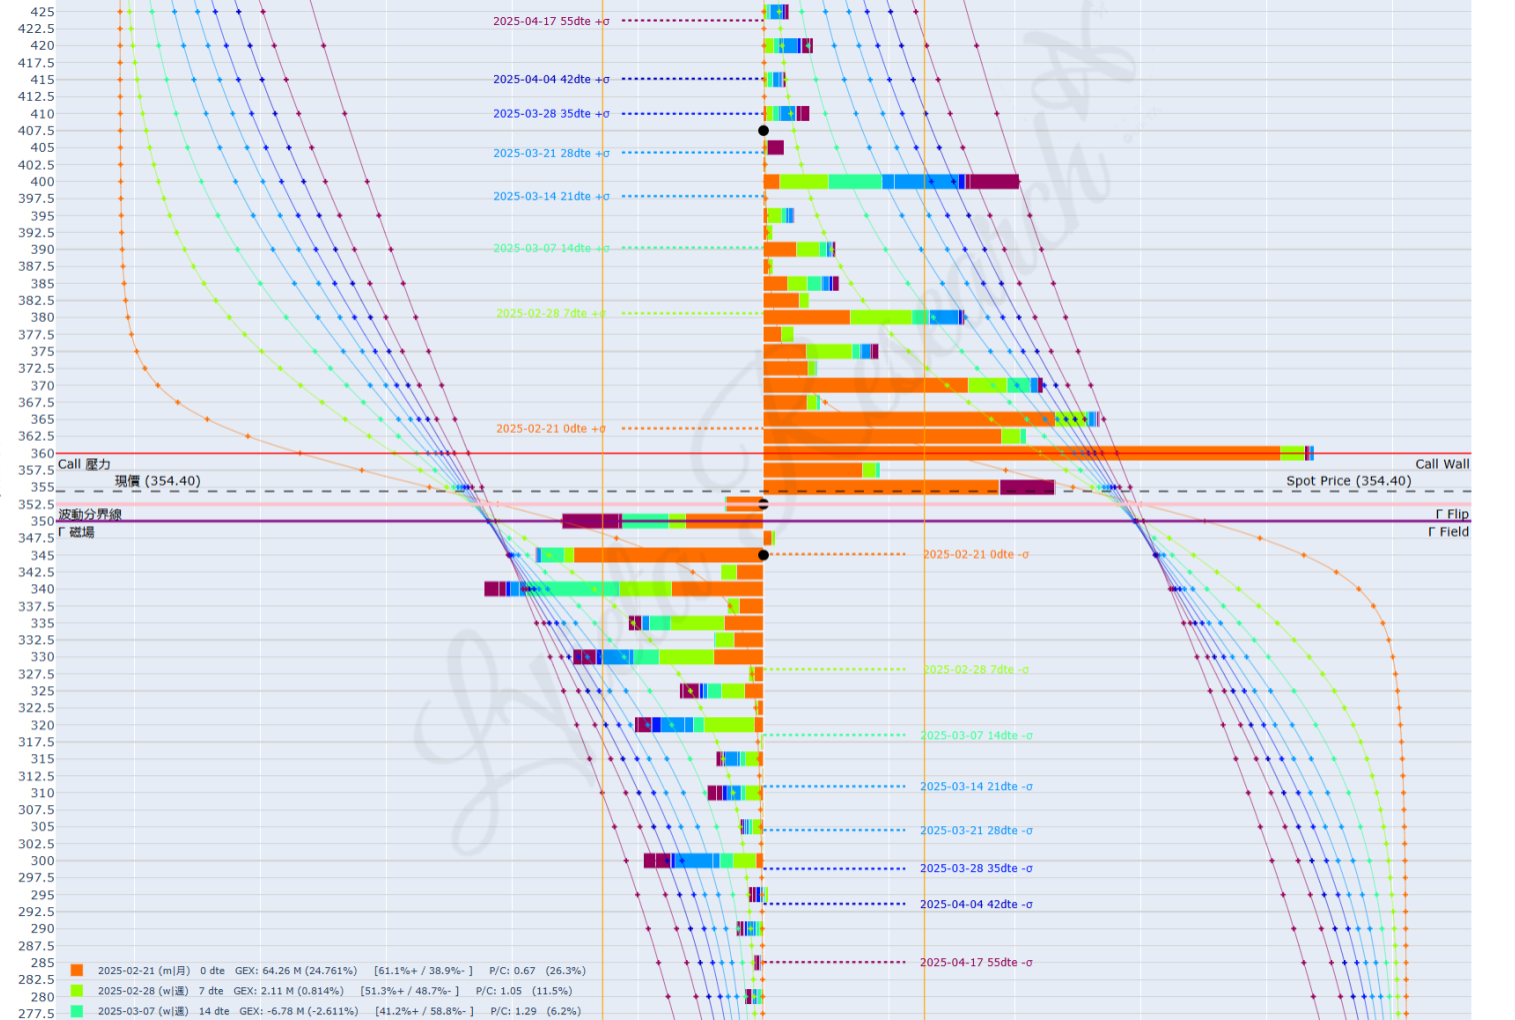 425
2025-04-17 55dte +σ
422.5
420
417.5
415
2025-04-04 42dte +σ
412.5
410
2025-03-28 35dte +σ
407.5
405
2025-03-21 28dte +σ
402.5
400
397.5
2025-03-14 21dte +σ
395
392.5
390
2025-03-07 14dte +σ
387.5
385
382.5
380
2025-02-28 7dte +σ
377.5
375
372.5
370
367.5
365
2025-02-21 0dte +σ
362.5
360
Call 壓力
Call Wall
357.5
現價 (354.40)
Spot Price (354.40)
355
352.5
波動分界線
Γ Flip
350
Γ 磁場
Γ Field
347.5
345
2025-02-21 0dte -σ
342.5
340
337.5
335
332.5
330
2025-02-28 7dte -σ
327.5
325
322.5
320
2025-03-07 14dte -σ
317.5
315
312.5
2025-03-14 21dte -σ
310
307.5
305
2025-03-21 28dte -σ
302.5
300
2025-03-28 35dte -σ
297.5
295
2025-04-04 42dte -σ
292.5
290
287.5
285
2025-04-17 55dte -σ
2025-02-21 (m|月) 0 dte GEX: 64.26 M (24.761%) [61.1%+ / 38.9%- ] P/C: 0.67 (26.3%)
282.5
2025-02-28 (w|週) 7 dte GEX: 2.11 M (0.814%) [51.3%+ / 48.7%- ] P/C: 1.05 (11.5%)
280
2025-03-07 (w|週) 14 dte GEX: -6.78 M (-2.611%) [41.2%+ / 58.8%- ] P/C: 1.29 (6.2%)
277.5
Research